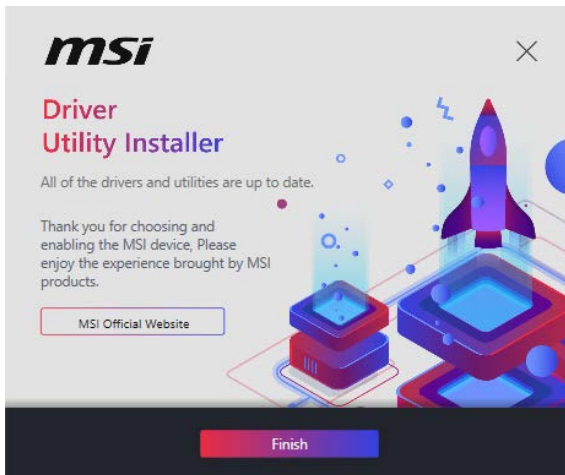 msi
Driver
Utility Installer
All of the drivers and utilities are up to date.
Thank you for choosing and
enabling the MSI device, Please
enjoy the experience brought by MSI
products.
MSI Official Website
Finish